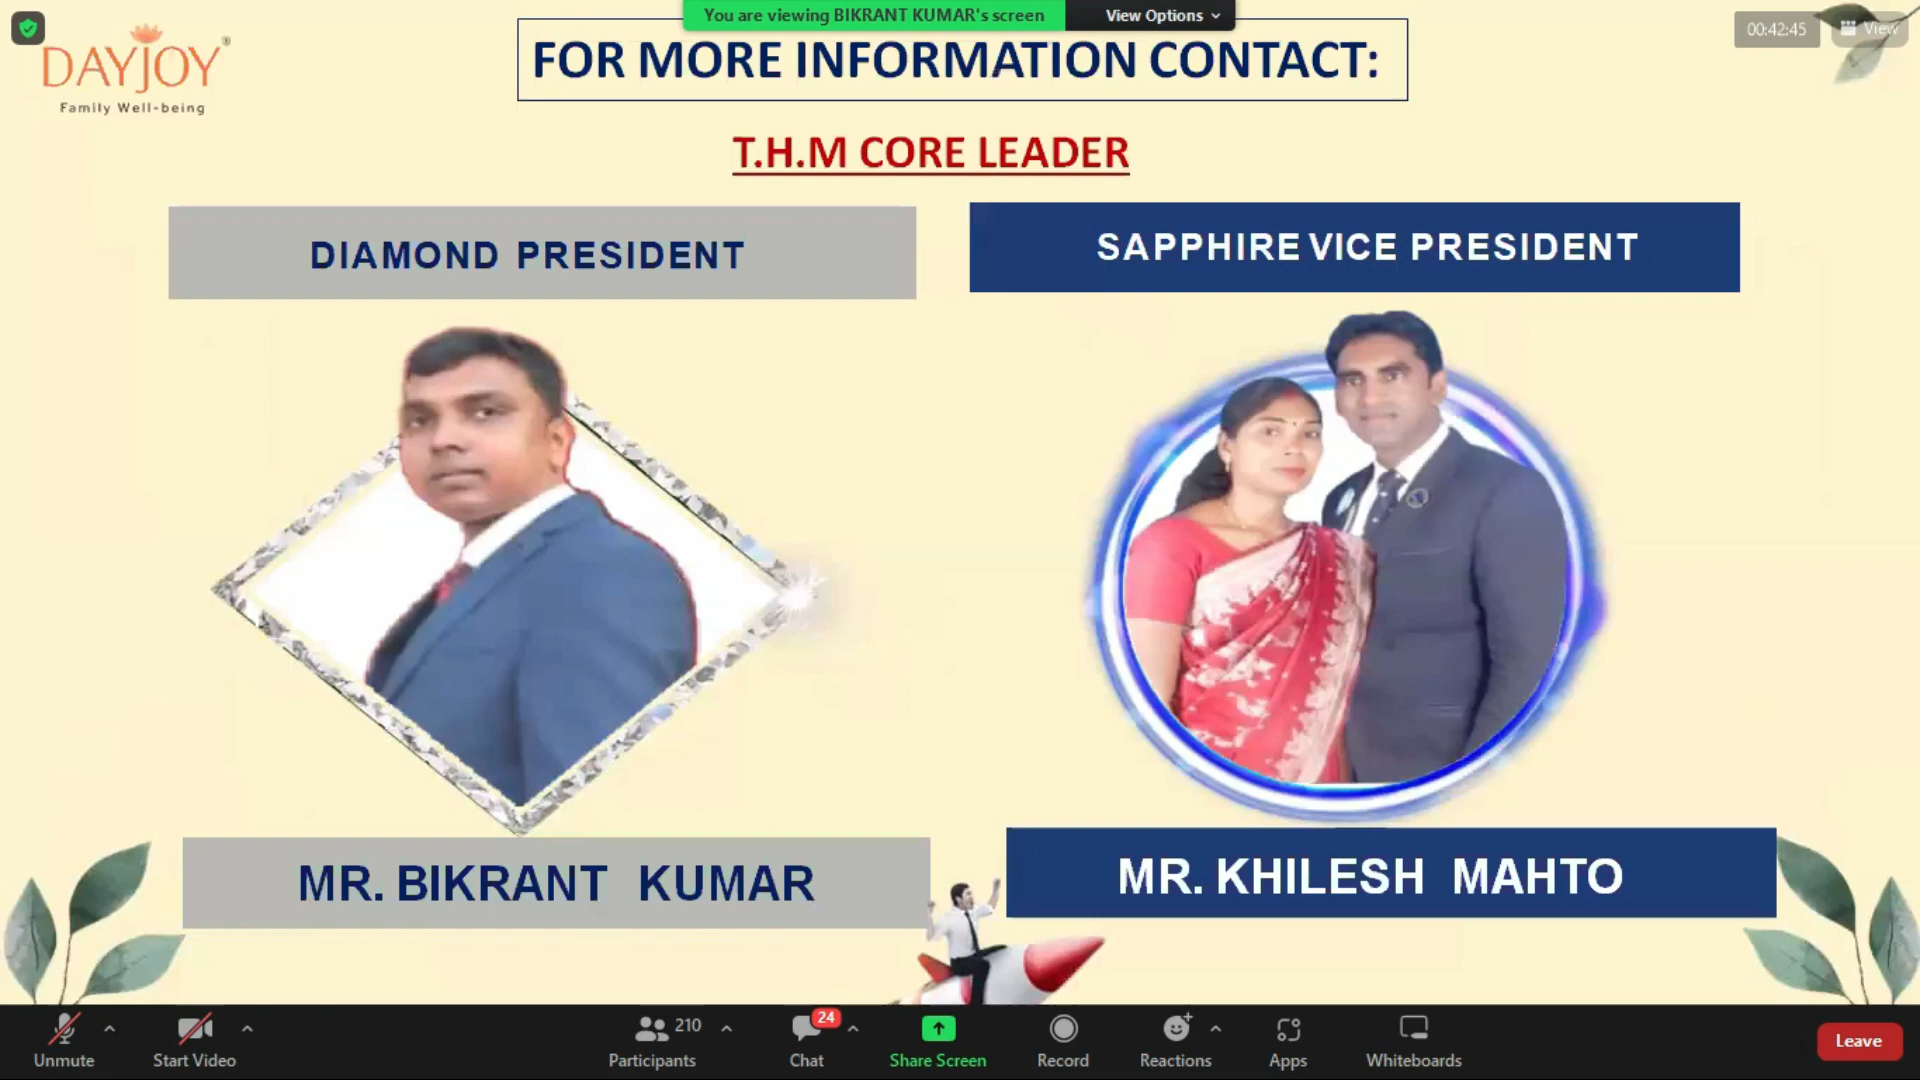 You are viewing BIKRANT KUMAR's screen
View Options
00:42:45
View
DAYJOY®
Family Well-being
FOR MORE INFORMATION CONTACT:
T.H.M CORE LEADER
DIAMOND PRESIDENT
SAPPHIRE VICE PRESIDENT
MR. BIKRANT KUMAR
MR. KHILESH MAHTO
Unmute
Start Video
210
Participants
24
Chat
Share Screen
Record
Reactions
Apps
Whiteboards
Leave